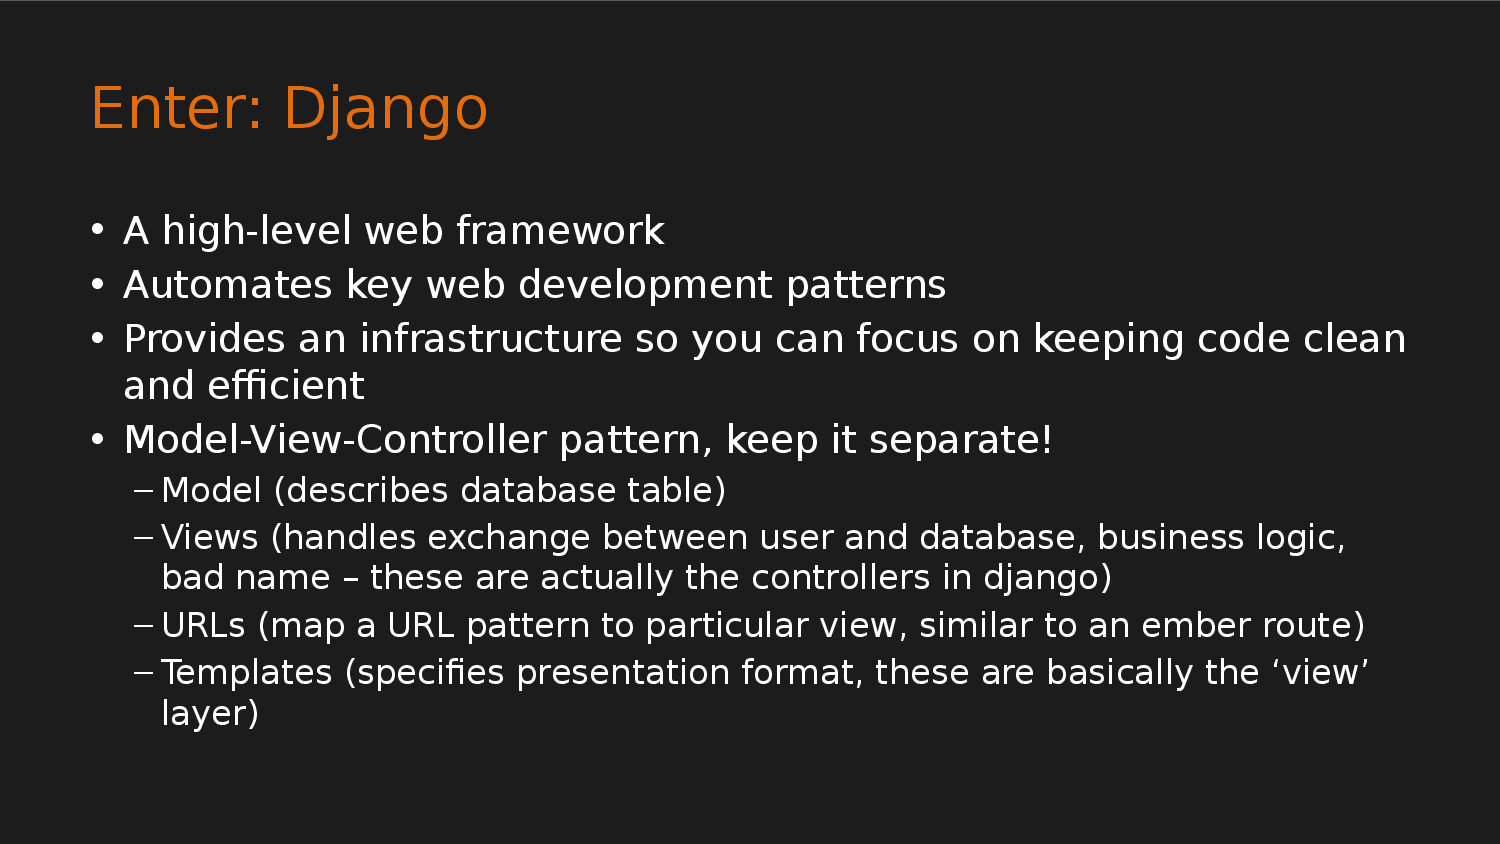 Enter: Django
• A high-level web framework
• Automates key web development patterns
• Provides an infrastructure so you can focus on keeping code clean
and efficient
• Model-View-Controller pattern, keep it separate!
– Model (describes database table)
– Views (handles exchange between user and database, business logic,
bad name – these are actually the controllers in django)
– URLs (map a URL pattern to particular view, similar to an ember route)
– Templates (specifies presentation format, these are basically the ‘view’
layer)